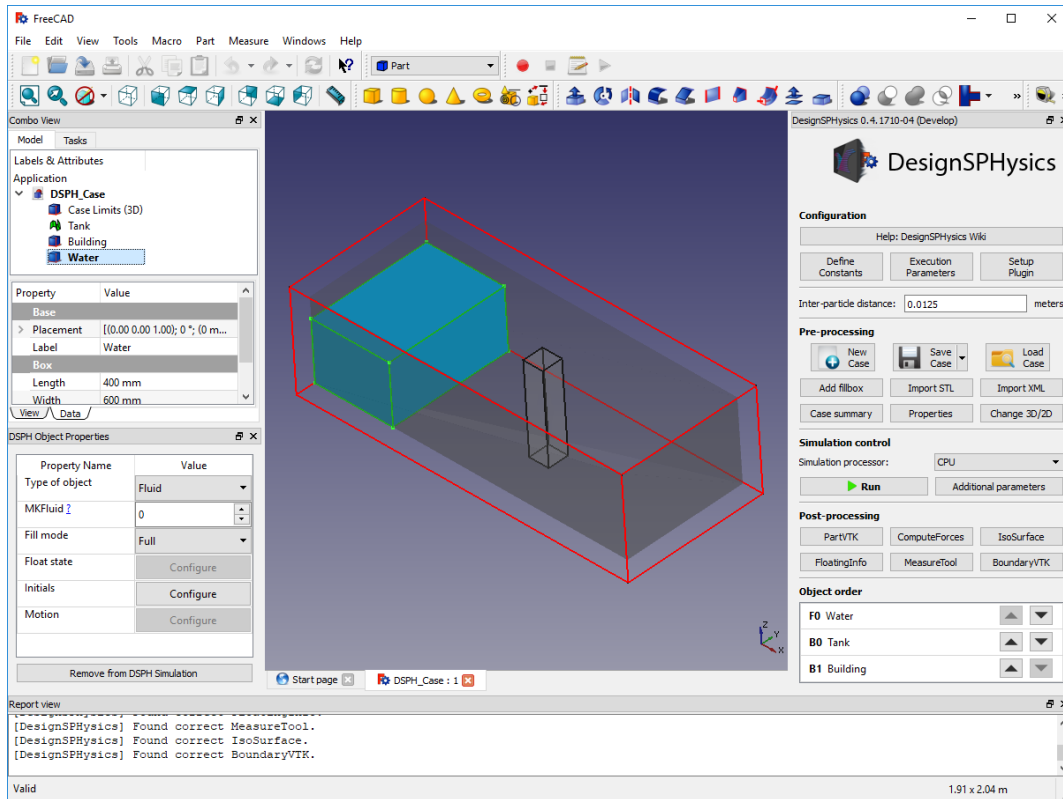 FreeCAD
File Edit View Tools Macro Part Measure Windows Help
Part
Combo View
Model Tasks
Labels & Attributes
Application
DSPH_Case
Case Limits (3D)
Tank
Building
Water
Property Value
Base
Placement [(0.00 0.00 1.00); 0 °; (0 m...
Label Water
Box
Length 400 mm
Width 600 mm
View Data
DSPH Object Properties
Property Name Value
Type of object Fluid
MKFluid ? 0
Fill mode Full
Float state Configure
Initials Configure
Motion Configure
Remove from DSPH Simulation
Z
Y
X
Start page DSPH_Case : 1
DesignSPHysics 0.4.1710-04 (Develop)
DesignSPHysics
Configuration
Help: DesignSPHysics Wiki
Define Constants Execution Parameters Setup Plugin
Inter-particle distance: 0.0125 meters
Pre-processing
New Case Save Case Load Case
Add fillbox Import STL Import XML
Case summary Properties Change 3D/2D
Simulation control
Simulation processor: CPU
Run Additional parameters
Post-processing
PartVTK ComputeForces IsoSurface
FloatingInfo MeasureTool BoundaryVTK
Object order
F0 Water
B0 Tank
B1 Building
Report view
[DesignSPHysics] Found correct MeasureTool.
[DesignSPHysics] Found correct IsoSurface.
[DesignSPHysics] Found correct BoundaryVTK.
Valid 1.91 x 2.04 m